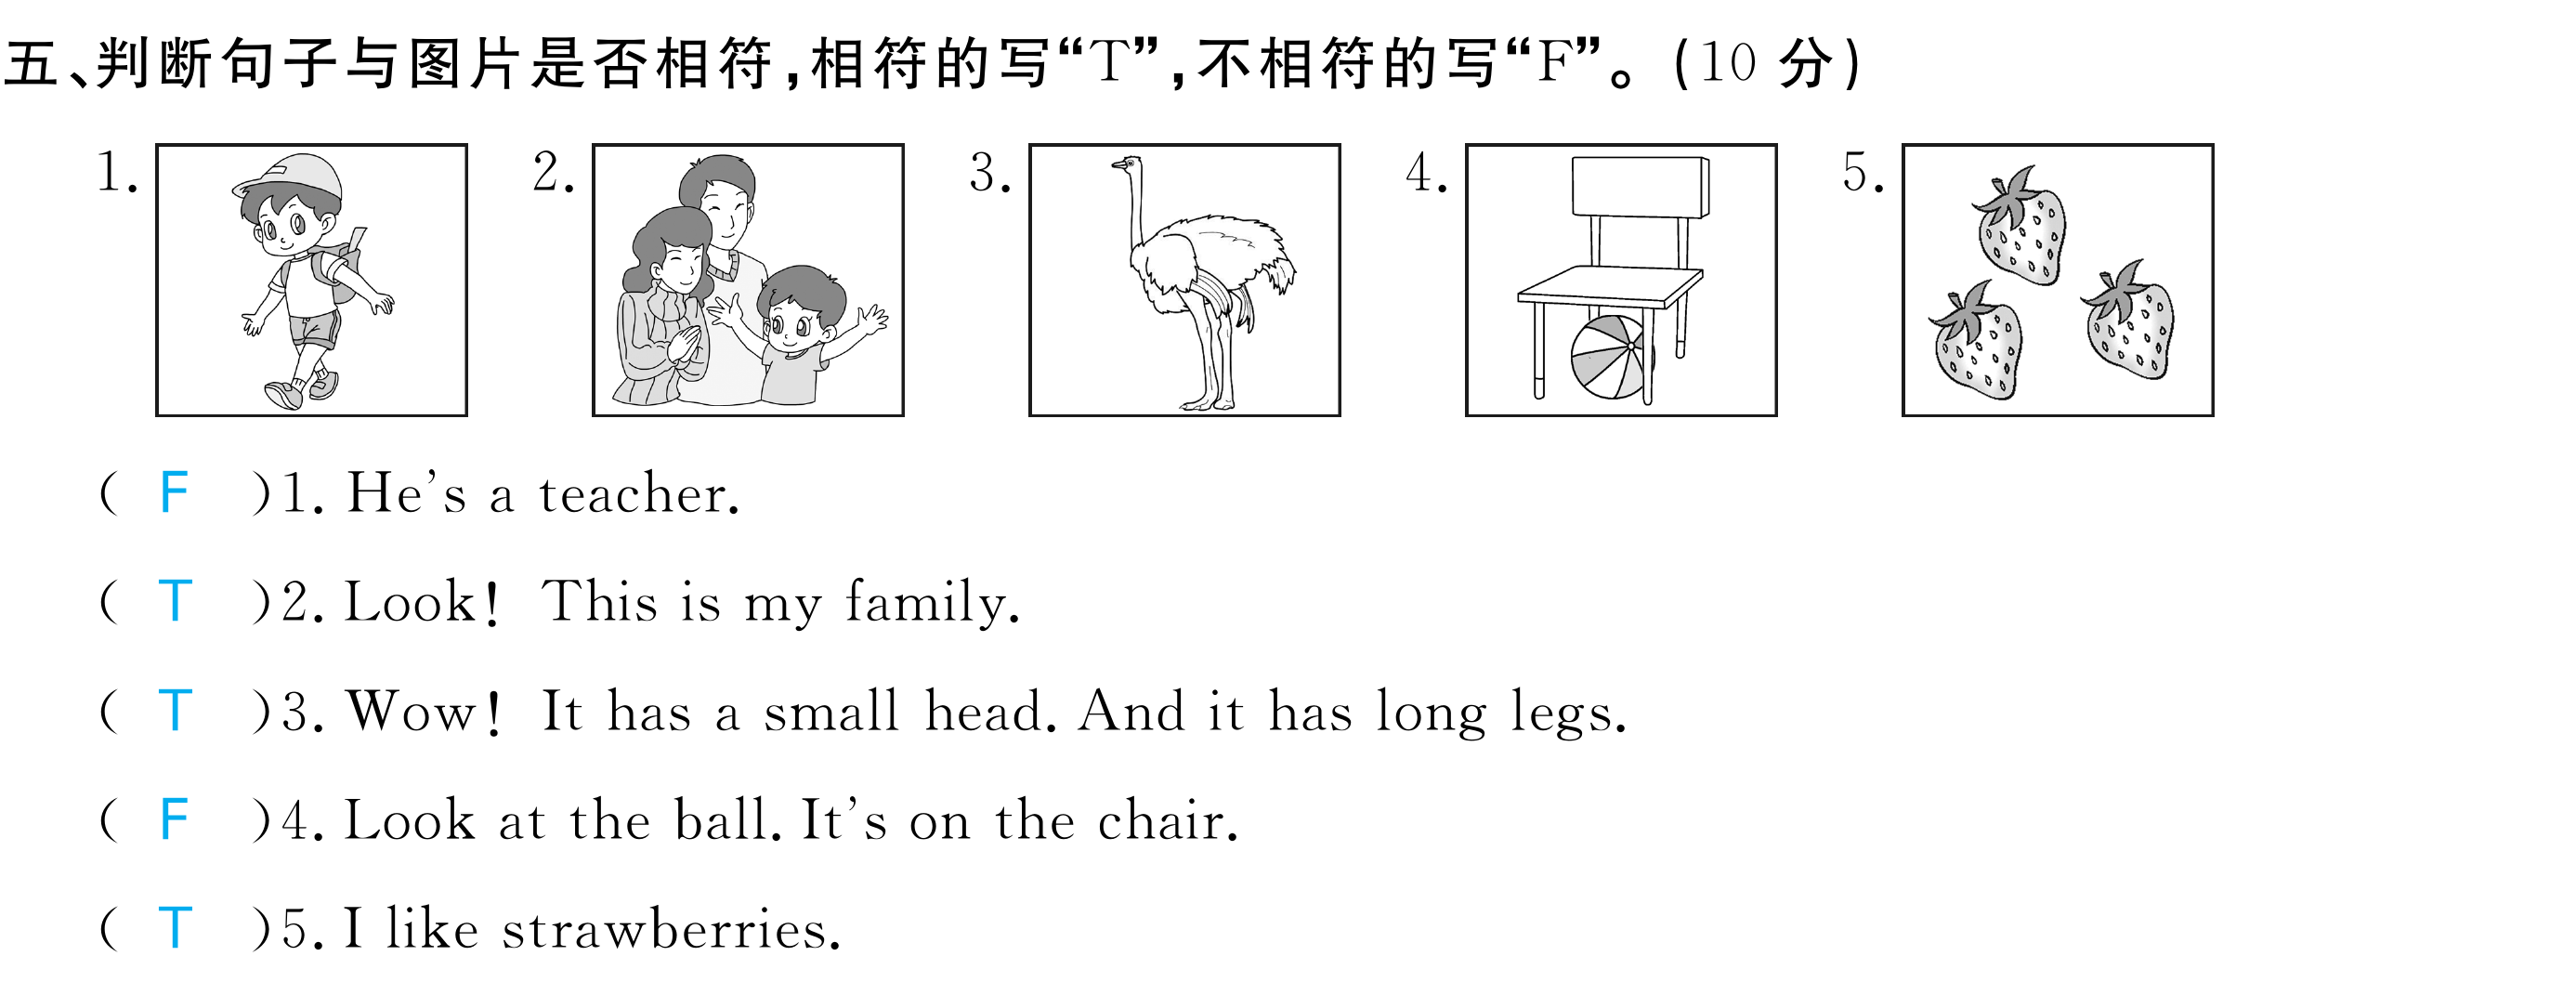 五、判断句子与图片是否相符,相符的写“T”,不相符的写“F”。(10 分)
1. 2. 3. 4. 5.
( F )1. He's a teacher.
( T )2. Look! This is my family.
( T )3. Wow! It has a small head. And it has long legs.
( F )4. Look at the ball. It's on the chair.
( T )5. I like strawberries.